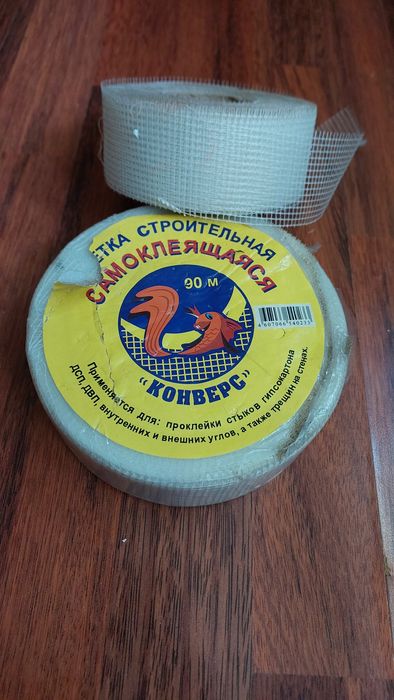 ЕТКА СТРОИТЕЛЬНАЯ
САМОКЛЕЯЩАЯСЯ
90 м
"КОНВЕРС"
Применяется для: проклейки стыков гипсокартона
ДСП, ДВП, внутренних и внешних углов, а также трещин на стенах.